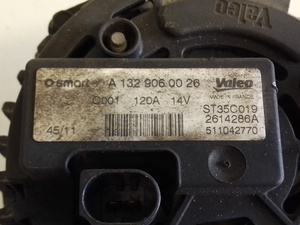 Valeo
smart A 132 906 00 26 Valeo
C001 120A 14V MADE IN FRANCE
ST35C019
45/11 2614286A
511042770